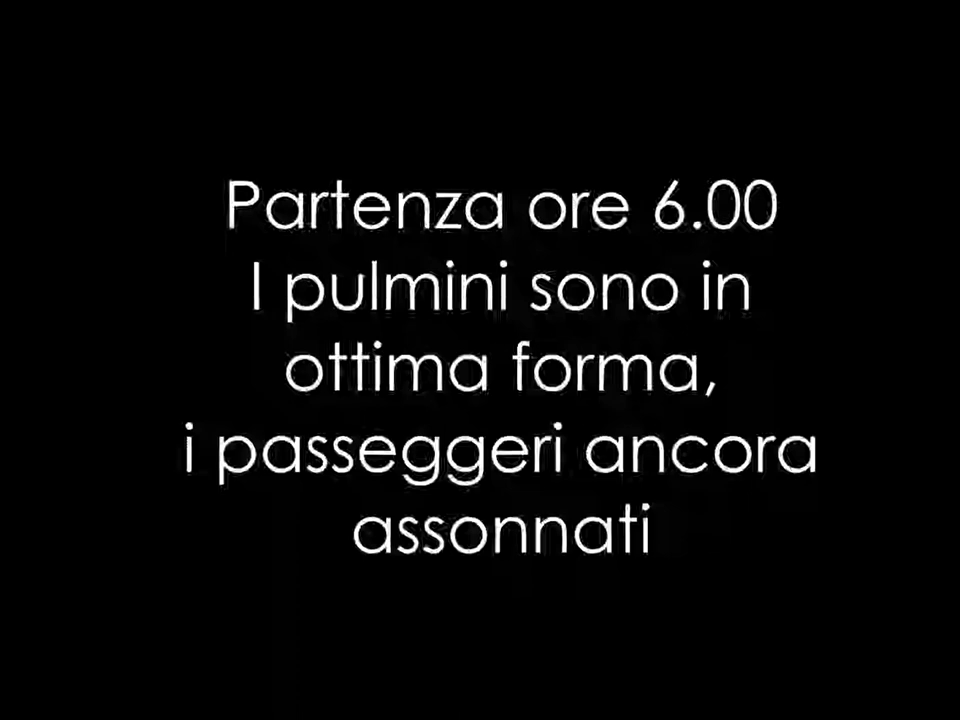 Partenza ore 6.00
I pulmini sono in
ottima forma,
i passeggeri ancora
assonnati